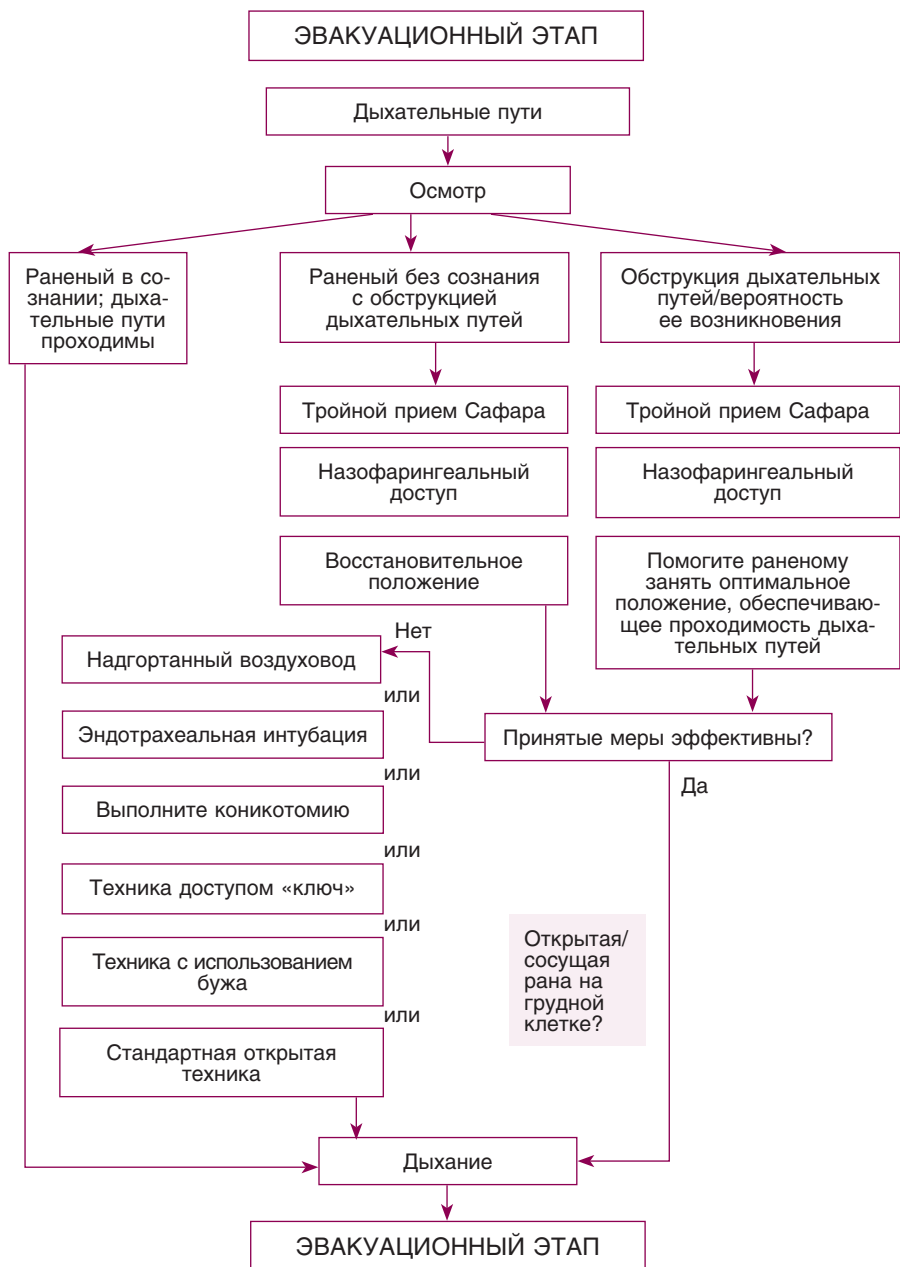 ЭВАКУАЦИОННЫЙ ЭТАП
Дыхательные пути
Осмотр
Раненый в со-
знании; дыха-
тельные пути
проходимы
Раненый без сознания
с обструкцией
дыхательных путей
Обструкция дыхательных
путей/вероятность
ее возникновения
Тройной прием Сафара
Тройной прием Сафара
Назофарингеальный
доступ
Назофарингеальный
доступ
Восстановительное
положение
Помогите раненому
занять оптимальное
положение, обеспечиваю-
щее проходимость дыха-
тельных путей
Нет
Надгортанный воздуховод
или
Эндотрахеальная интубация
Принятые меры эффективны?
или
Да
Выполните коникотомию
или
Техника доступом «ключ»
или
Техника с использованием
бужа
Открытая/
сосущая
рана на
грудной
клетке?
или
Стандартная открытая
техника
Дыхание
ЭВАКУАЦИОННЫЙ ЭТАП